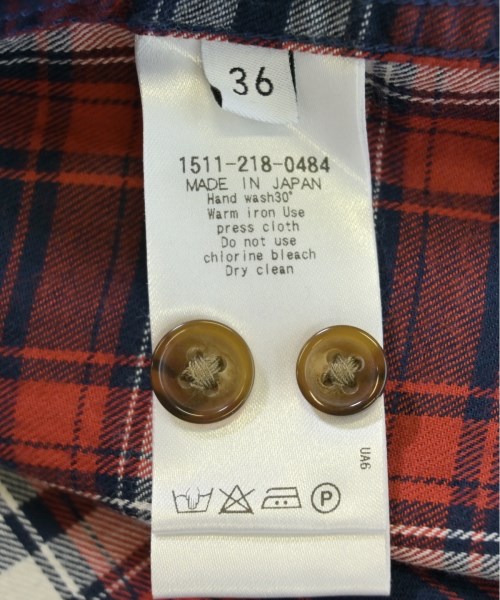 36
1511-218-0484
MADE IN JAPAN
Hand wash30°
Warm iron Use
press cloth
Do not use
chlorine bleach
Dry clean
UA6
P